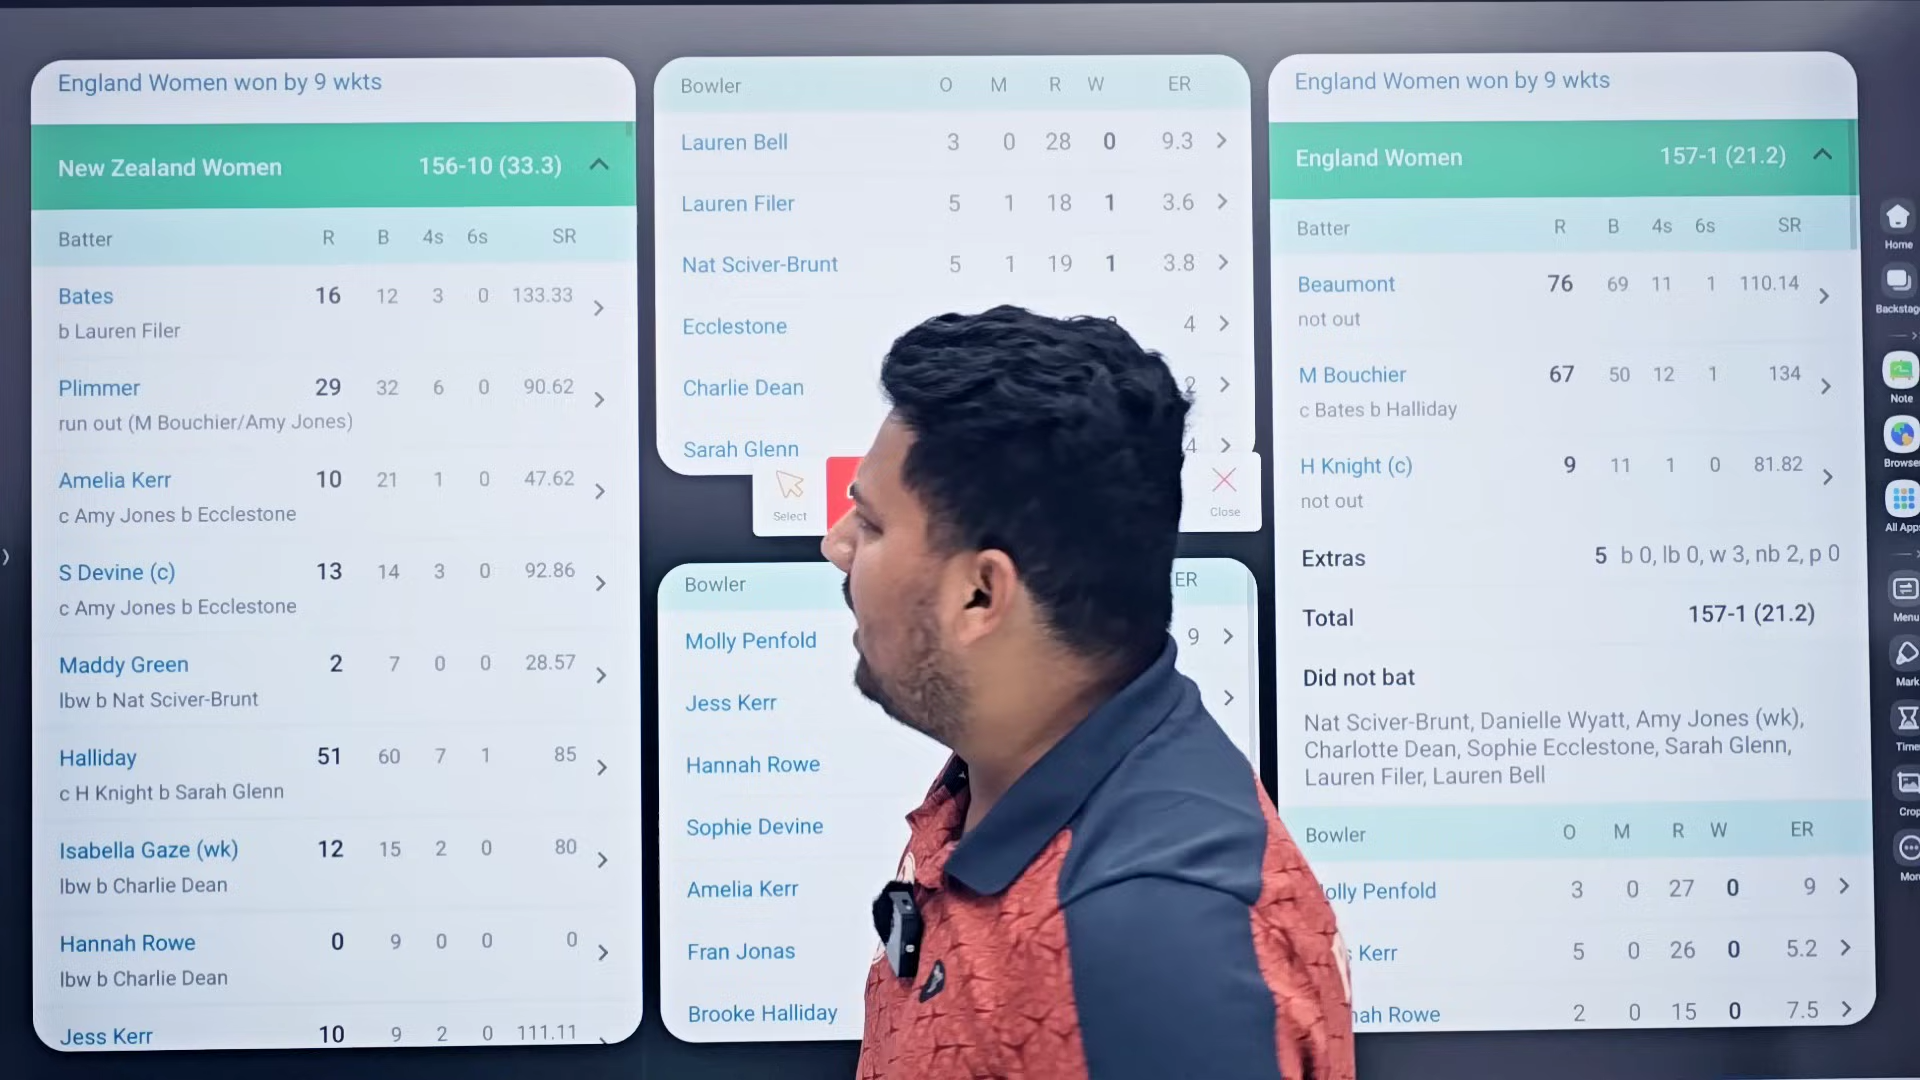 England Women won by 9 wkts
New Zealand Women 156-10 (33.3)
Batter R B 4s 6s SR
Bates 16 12 3 0 133.33
b Lauren Filer
Plimmer 29 32 6 0 90.62
run out (M Bouchier/Amy Jones)
Amelia Kerr 10 21 1 0 47.62
c Amy Jones b Ecclestone
S Devine (c) 13 14 3 0 92.86
c Amy Jones b Ecclestone
Maddy Green 2 7 0 0 28.57
lbw b Nat Sciver-Brunt
Halliday 51 60 7 1 85
c H Knight b Sarah Glenn
Isabella Gaze (wk) 12 15 2 0 80
lbw b Charlie Dean
Hannah Rowe 0 9 0 0 0
lbw b Charlie Dean
Jess Kerr 10 9 2 0 111.11
Bowler O M R W ER
Lauren Bell 3 0 28 0 9.3
Lauren Filer 5 1 18 1 3.6
Nat Sciver-Brunt 5 1 19 1 3.8
Ecclestone 4
Charlie Dean 2
Sarah Glenn 4
Select
Close
Bowler ER
Molly Penfold 9
Jess Kerr
Hannah Rowe
Sophie Devine
Amelia Kerr
Fran Jonas
Brooke Halliday
England Women won by 9 wkts
England Women 157-1 (21.2)
Batter R B 4s 6s SR
Beaumont 76 69 11 1 110.14
not out
M Bouchier 67 50 12 1 134
c Bates b Halliday
H Knight (c) 9 11 1 0 81.82
not out
Extras 5 b 0, lb 0, w 3, nb 2, p 0
Total 157-1 (21.2)
Did not bat
Nat Sciver-Brunt, Danielle Wyatt, Amy Jones (wk),
Charlotte Dean, Sophie Ecclestone, Sarah Glenn,
Lauren Filer, Lauren Bell
Bowler O M R W ER
olly Penfold 3 0 27 0 9
s Kerr 5 0 26 0 5.2
nah Rowe 2 0 15 0 7.5
Home
Backstag
Note
Browse
All Apps
Menu
Mark
Time
Crop
Mor